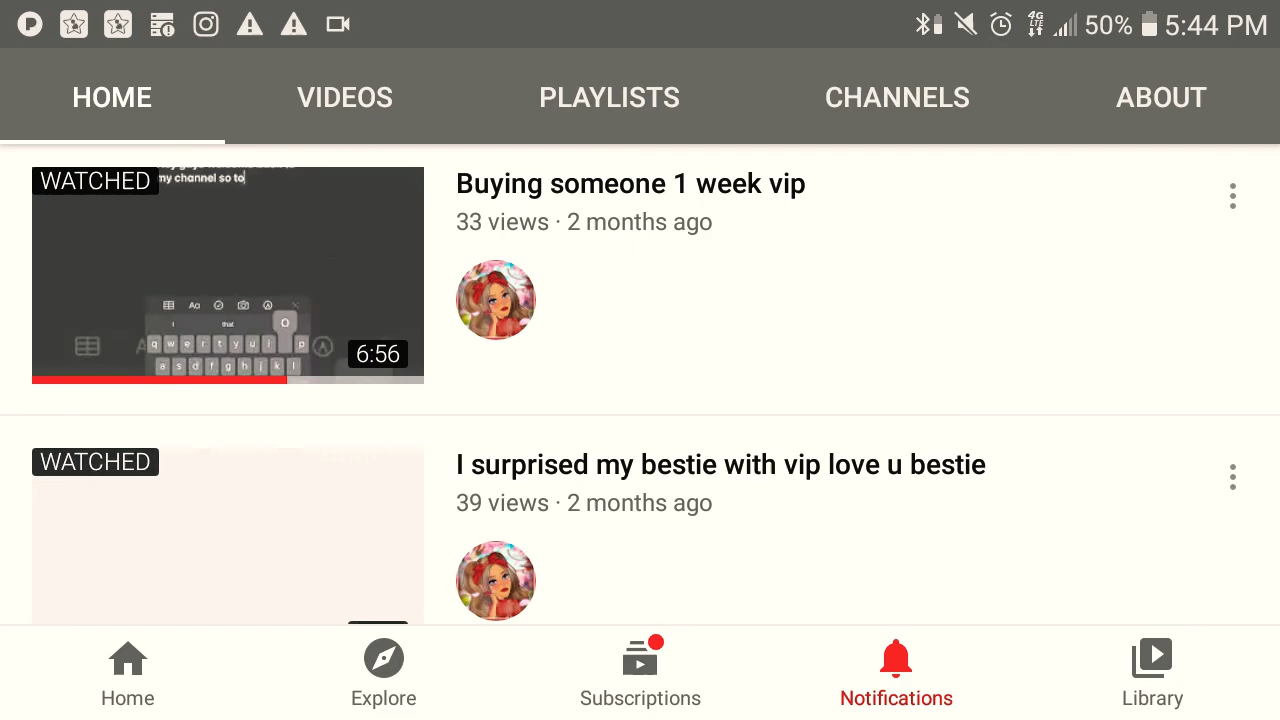 50% 5:44 PM
HOME VIDEOS PLAYLISTS CHANNELS ABOUT
WATCHED
my channel so to
Aa
I that O
q w e r t y u i p
a s d f g h j k l
6:56
Buying someone 1 week vip
33 views · 2 months ago
WATCHED
I surprised my bestie with vip love u bestie
39 views · 2 months ago
Home Explore Subscriptions Notifications Library